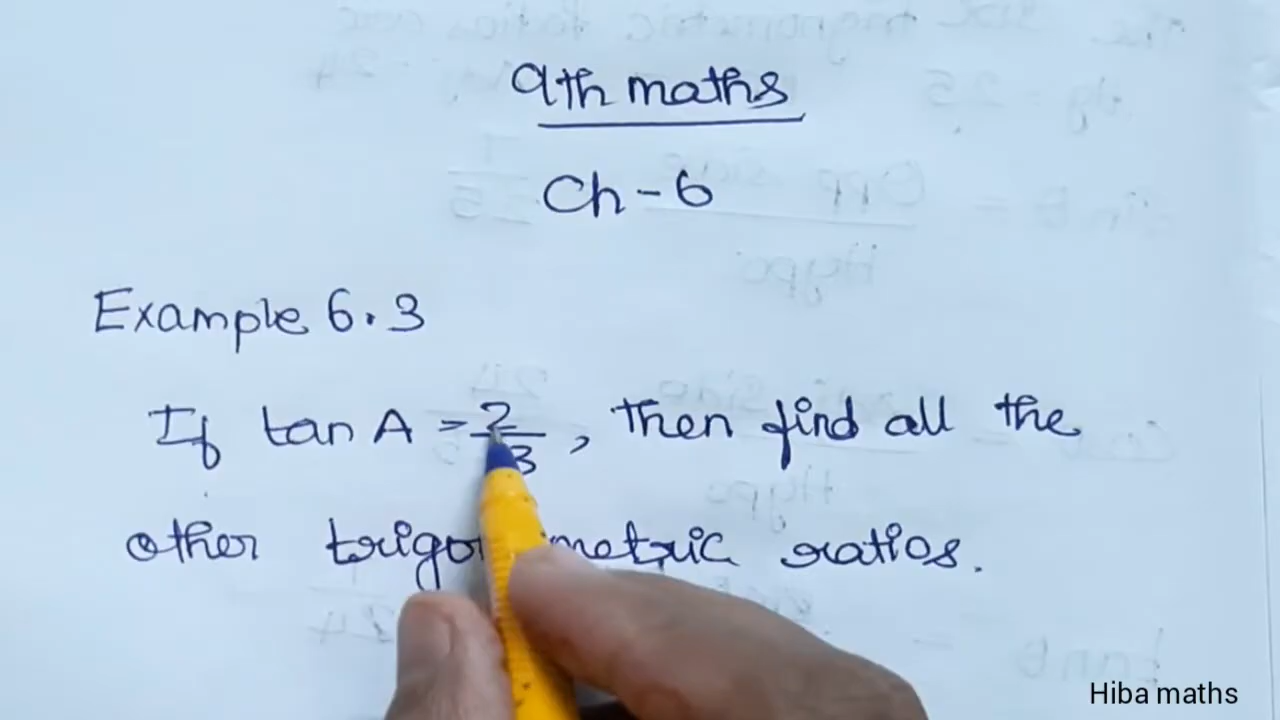 9th maths
Ch - 6
Example 6.3
If tan A = 2/3, then find all the
other metric ratios.
Hiba maths